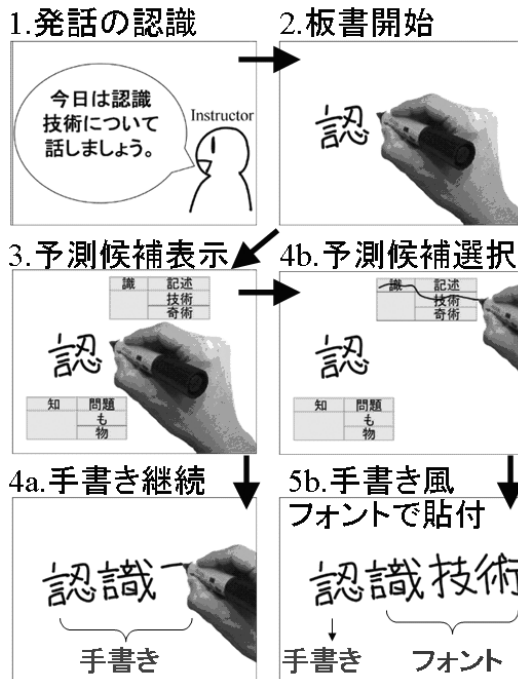 1.発話の認識
今日は認識
技術について
話しましょう。
Instructor
2.板書開始
認
3.予測候補表示
識 記述
技術
奇術
認
知 問題
も
物
4b.予測候補選択
識 記述
技術
奇術
認
知 問題
も
物
4a.手書き継続
認識
手書き
5b.手書き風
フォントで貼付
認識技術
手書き フォント